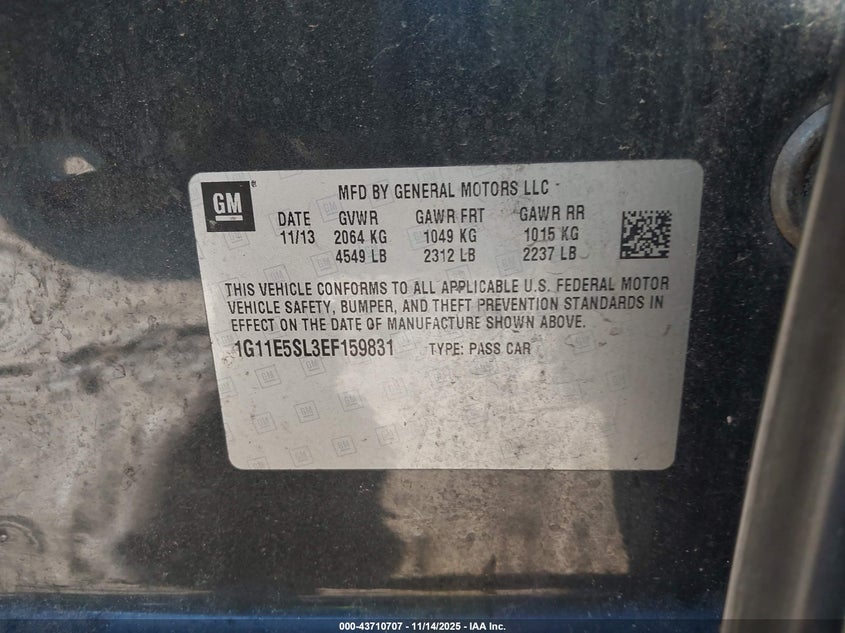 GM ®
MFD BY GENERAL MOTORS LLC
DATE GVWR GAWR FRT GAWR RR
11/13 2064 KG 1049 KG 1015 KG
4549 LB 2312 LB 2237 LB
THIS VEHICLE CONFORMS TO ALL APPLICABLE U.S. FEDERAL MOTOR
VEHICLE SAFETY, BUMPER, AND THEFT PREVENTION STANDARDS IN
EFFECT ON THE DATE OF MANUFACTURE SHOWN ABOVE.
1G11E5SL3EF159831 TYPE: PASS CAR
000-43710707 - 11/14/2025 - IAA Inc.